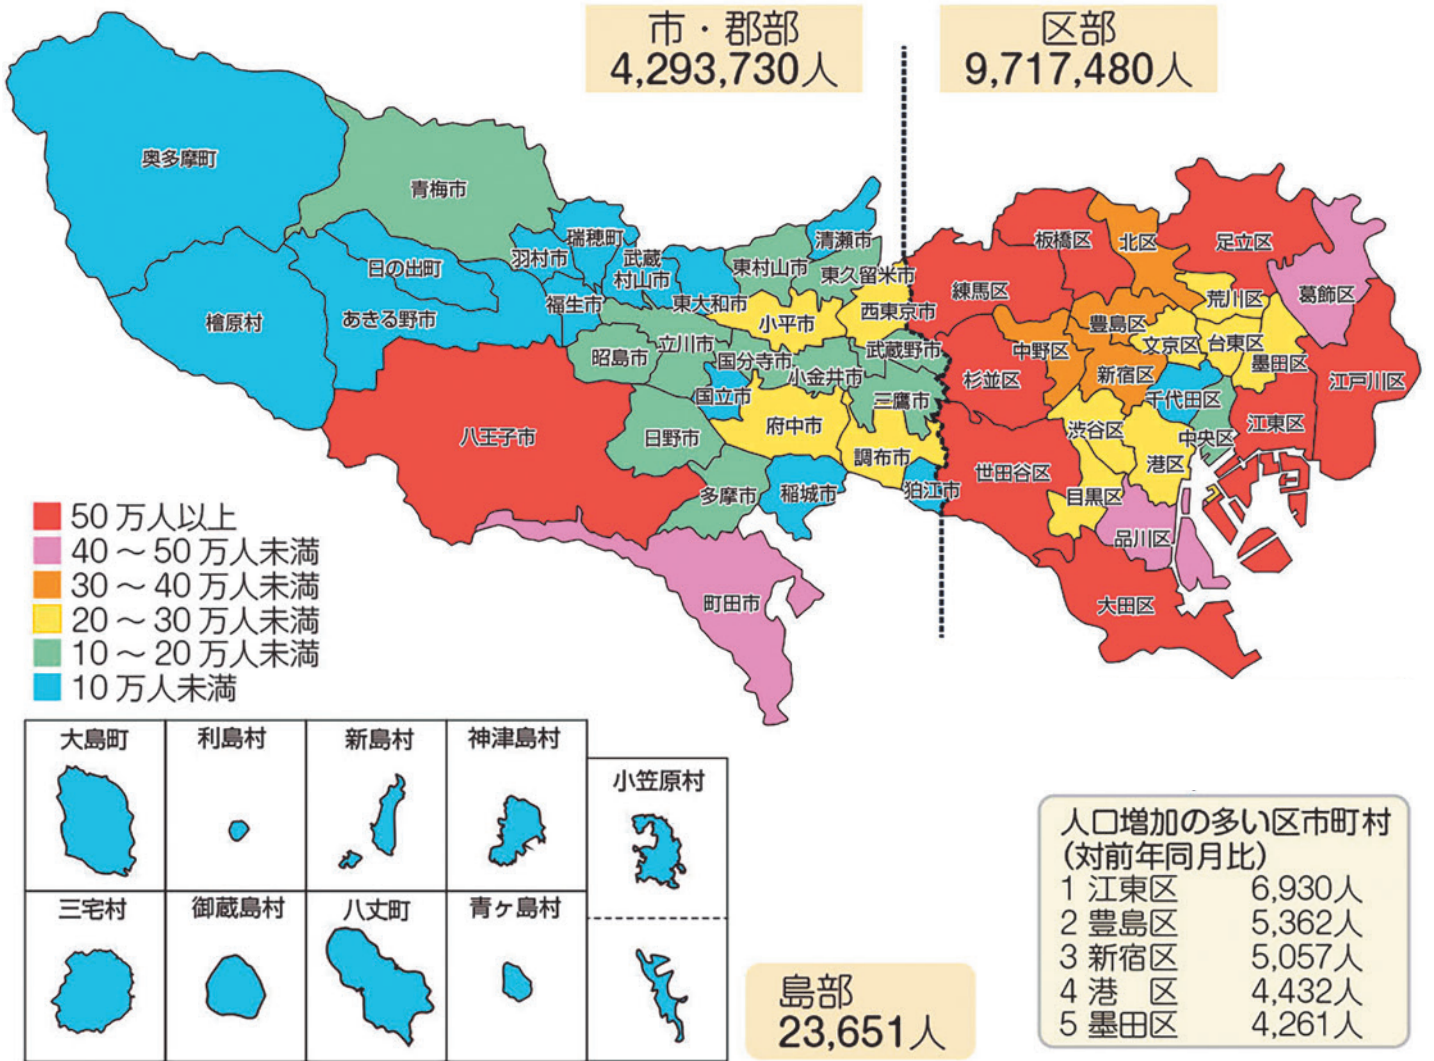 市・郡部
4,293,730人
区部
9,717,480人
奥多摩町
青梅市
瑞穂町
羽村市
武蔵
村山市
日の出町
福生市
東大和市
東村山市
清瀬市
東久留米市
檜原村
あきる野市
小平市
西東京市
昭島市
立川市
国分寺市
小金井市
武蔵野市
国立市
三鷹市
八王子市
日野市
府中市
調布市
多摩市
稲城市
狛江市
町田市
板橋区
北区
足立区
練馬区
荒川区
葛飾区
豊島区
文京区
台東区
墨田区
中野区
杉並区
新宿区
千代田区
江戸川区
渋谷区
中央区
江東区
世田谷区
港区
目黒区
品川区
大田区
50万人以上
40～50万人未満
30～40万人未満
20～30万人未満
10～20万人未満
10万人未満
大島町
利島村
新島村
神津島村
小笠原村
三宅村
御蔵島村
八丈町
青ヶ島村
島部
23,651人
人口増加の多い区市町村
(対前年同月比)
1 江東区 6,930人
2 豊島区 5,362人
3 新宿区 5,057人
4 港　区 4,432人
5 墨田区 4,261人